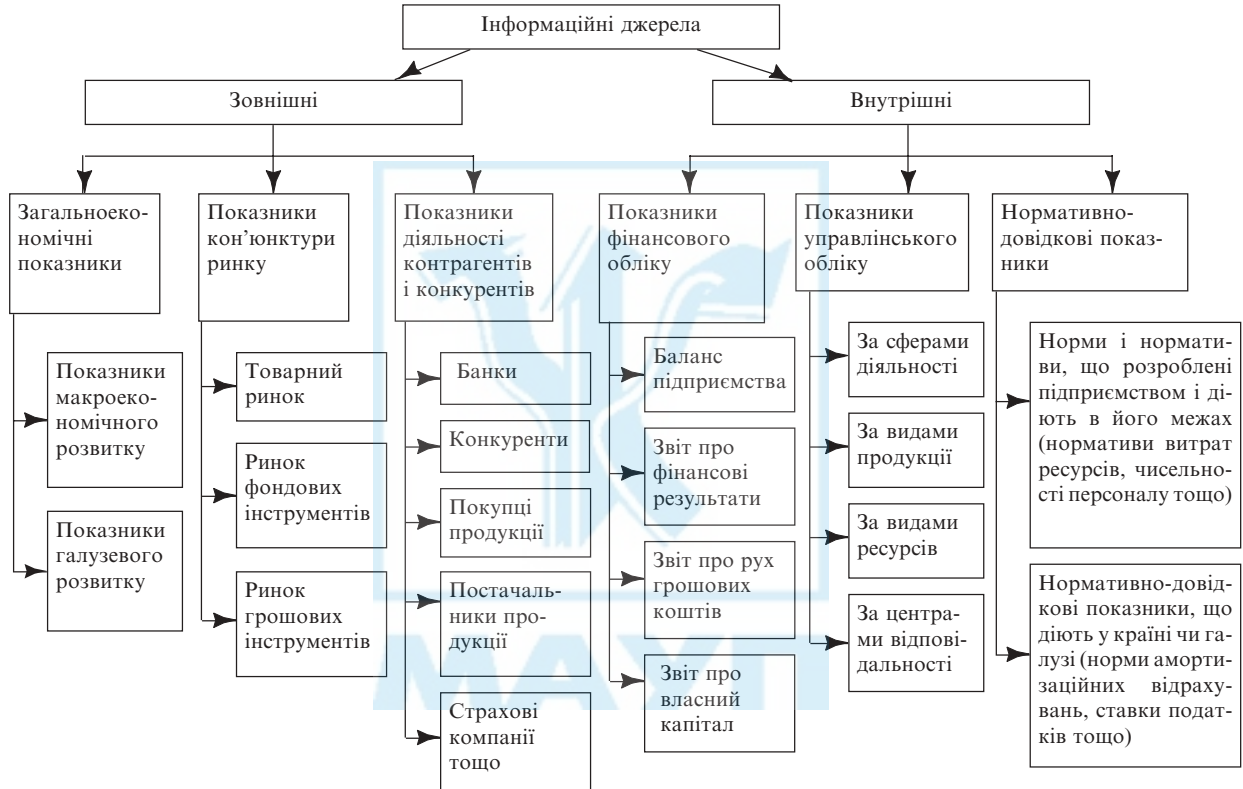 Інформаційні джерела
Зовнішні
Внутрішні
Загальноеко-
номічні
показники
Показники
кон'юнктури
ринку
Показники
діяльності
контрагентів
і конкурентів
Показники
фінансового
обліку
Показники
управлінського
обліку
Нормативно-
довідкові показ-
ники
Показники
макроеко-
номічного
розвитку
Показники
галузевого
розвитку
Товарний
ринок
Ринок
фондових
інструментів
Ринок
грошових
інструментів
Банки
Конкуренти
Покупці
продукції
Постачаль-
ники про-
дукції
Страхові
компанії
тощо
Баланс
підприємства
Звіт про
фінансові
результати
Звіт про рух
грошових
коштів
Звіт про
власний
капітал
За сферами
діяльності
За видами
продукції
За видами
ресурсів
За центра-
ми відпові-
дальності
Норми і нормати-
ви, що розроблені
підприємством і ді-
ють в його межах
(нормативи витрат
ресурсів, чисельно-
сті персоналу тощо)
Нормативно-довід-
кові показники, що
діють у країні чи га-
лузі (норми аморти-
заційних відраху-
вань, ставки подат-
ків тощо)
МАУП